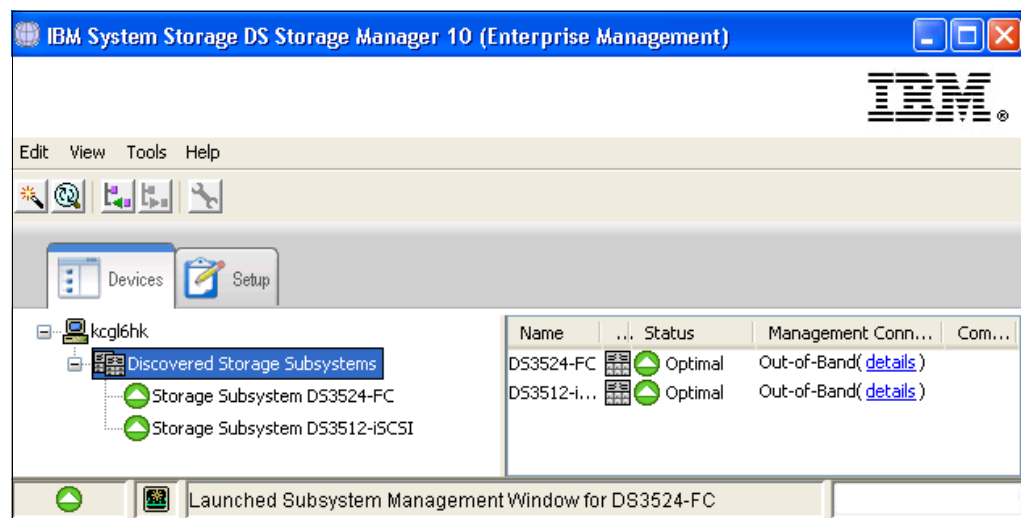 IBM System Storage DS Storage Manager 10 (Enterprise Management)
IBM®
Edit View Tools Help
Devices Setup
kcgl6hk
Discovered Storage Subsystems
Storage Subsystem DS3524-FC
Storage Subsystem DS3512-iSCSI
Name ... Status Management Conn... Com...
DS3524-FC Optimal Out-of-Band( details )
DS3512-i... Optimal Out-of-Band( details )
Launched Subsystem Management Window for DS3524-FC